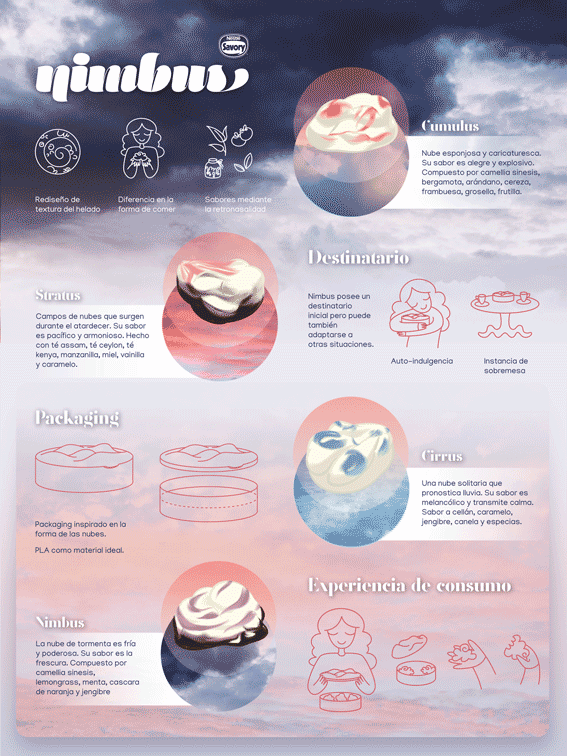 Nestlé
Savory
nimbus
Rediseño de
textura del helado
Diferencia en la
forma de comer
Sabores mediante
la retronasalidad
Cumulus
Nube esponjosa y caricaturesca.
Su sabor es alegre y explosivo.
Compuesto por camellia sinesis,
bergamota, arándano, cereza,
frambuesa, grosella, frutilla.
Stratus
Campos de nubes que surgen
durante el atardecer. Su sabor
es pacífico y armonioso. Hecho
con té assam, té ceylon, té
kenya, manzanilla, miel, vainilla
y caramelo.
Destinatario
Nimbus posee un
destinatario
inicial pero puede
también
adaptarse a
otras situaciones.
Auto-indulgencia
Instancia de
sobremesa
Packaging
Packaging inspirado en la
forma de las nubes.
PLA como material ideal.
Cirrus
Una nube solitaria que
pronostica lluvia. Su sabor es
melancólico y transmite calma.
Sabor a ceilán, caramelo,
jengibre, canela y especias.
Nimbus
La nube de tormenta es fría
y poderosa. Su sabor es la
frescura. Compuesto por
camellia sinesis,
lemongrass, menta, cascara
de naranja y jengibre
Experiencia de consumo